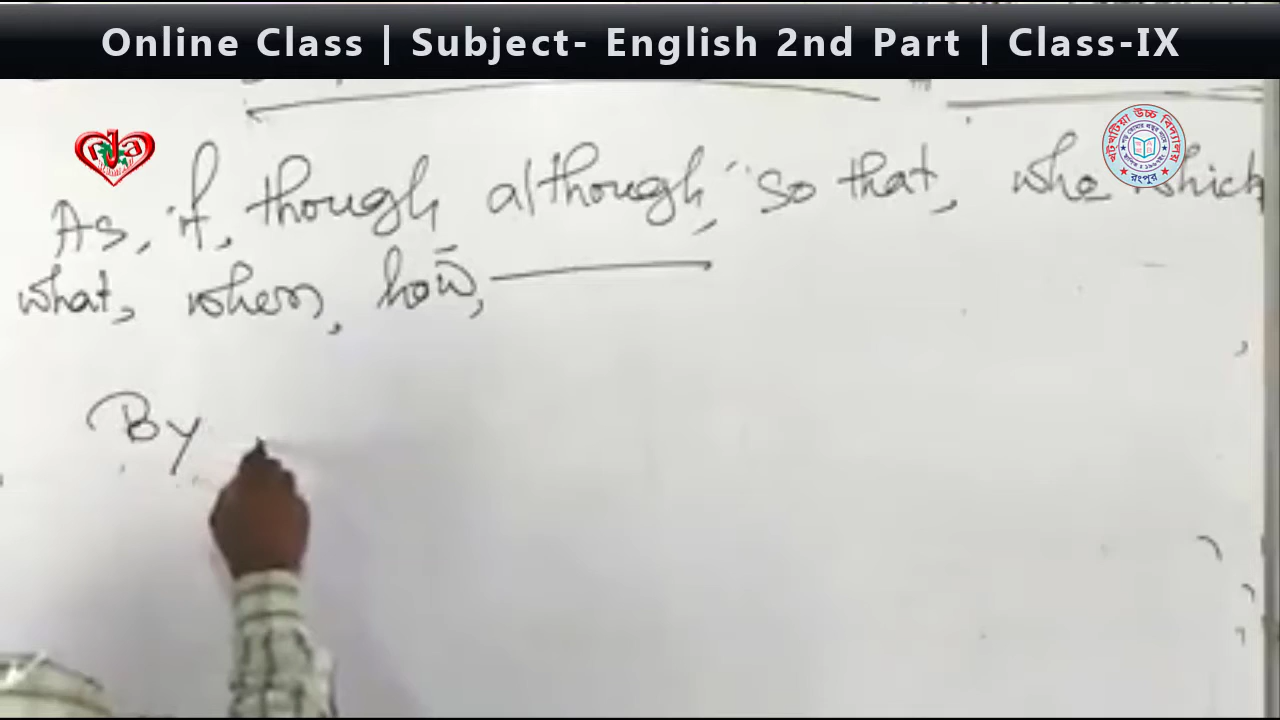 Online Class | Subject- English 2nd Part | Class-IX
As, if, though although, so that, who which
what, when, how,
By